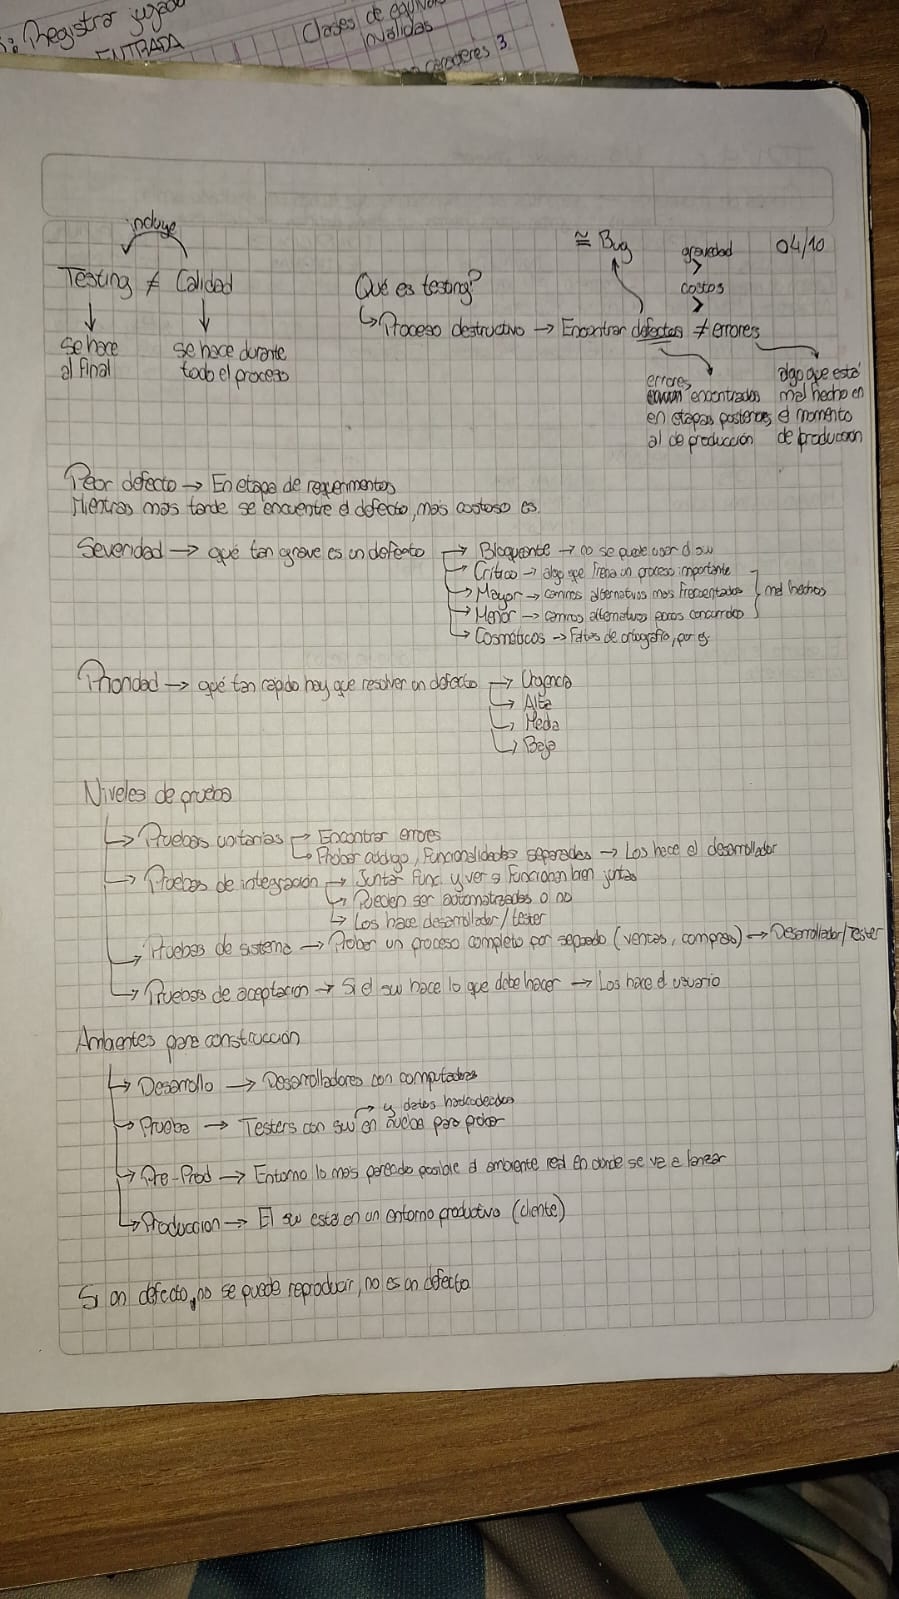 : Registrar jugado
ENTRADA
Clases de equival
inválidas
caracteres 3
04/10
incluye
Testing ≠ Calidad
se hace al final
se hace durante todo el proceso
Qué es testing?
↳ Proceso destructivo → Encontrar defectos ≠ errores
≅ Bug
gravedad
>
costos
>
errores encontrados
en etapas posteriores
al de producción
algo que está
mal hecho en
el momento
de produccion
Peor defecto → En etapa de requerimentos
Mientras más tarde se encuentre el defecto, más costoso es.
Severidad → qué tan grave es un defecto → Bloqueante → no se puede usar el sw
→ Crítico → algo que frena un proceso importante
→ Mayor → caminos alternativos mas frecuentados
→ Menor → caminos alternativos pocos concurridos
} mal hechos
→ Cosméticos → Faltas de ortografía, por ej
Prioridad → qué tan rápido hay que resolver un defecto → Urgencia
→ Alta
→ Media
→ Baja
Niveles de prueba
→ Pruebas unitarias → Encontrar errores
→ Probar código, funcionalidades separadas → Los hace el desarrollador
→ Pruebas de integración → Juntar func. y ver si funcionan bien juntas
→ Pueden ser automatizadas o no
→ Los hace desarrollador/tester
→ Pruebas de sistema → Probar un proceso completo por separado (ventas, compras) → Desarrollador/Tester
→ Pruebas de aceptación → Si el sw hace lo que debe hacer → Los hace el usuario
Ambientes para construcción
→ Desarrollo → Desarrolladores con computadoras
→ y datos hardcodeados
→ Prueba → Testers con sw en para probar
→ Pre-Prod → Entorno lo más parecido posible al ambiente real en donde se va a lanzar
→ Produccion → El sw está en un entorno productivo (cliente)
Si un defecto, no se puede reproducir, no es un defecto